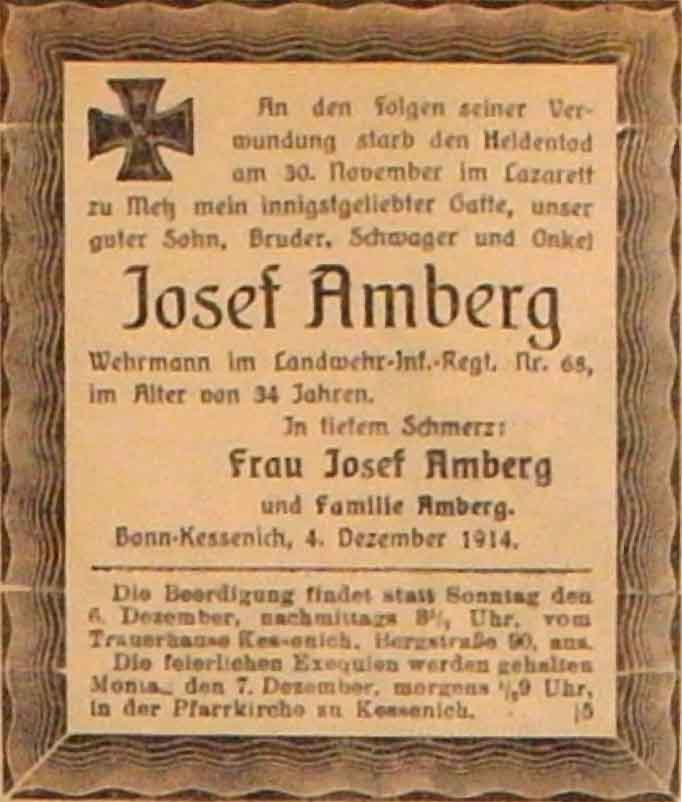 An den Folgen seiner Ver-
wundung starb den Heldentod
am 30. November im Lazarett
zu Metz mein innigstgeliebter Gatte, unser
guter Sohn, Bruder, Schwager und Onkel
Josef Amberg
Wehrmann im Landwehr-Inf.-Regt. Nr. 68,
im Alter von 34 Jahren.
In tiefem Schmerz:
Frau Josef Amberg
und Familie Amberg.
Bonn-Kessenich, 4. Dezember 1914.
Die Beerdigung findet statt Sonntag den
6. Dezember, nachmittags Uhr, vom
Trauerhause Kessenich, Bergstraße 90, aus.
Die feierlichen Exequien werden gehalten
Montag den 7. Dezember, morgens ½9 Uhr,
in der Pfarrkirche zu Kessenich. 15